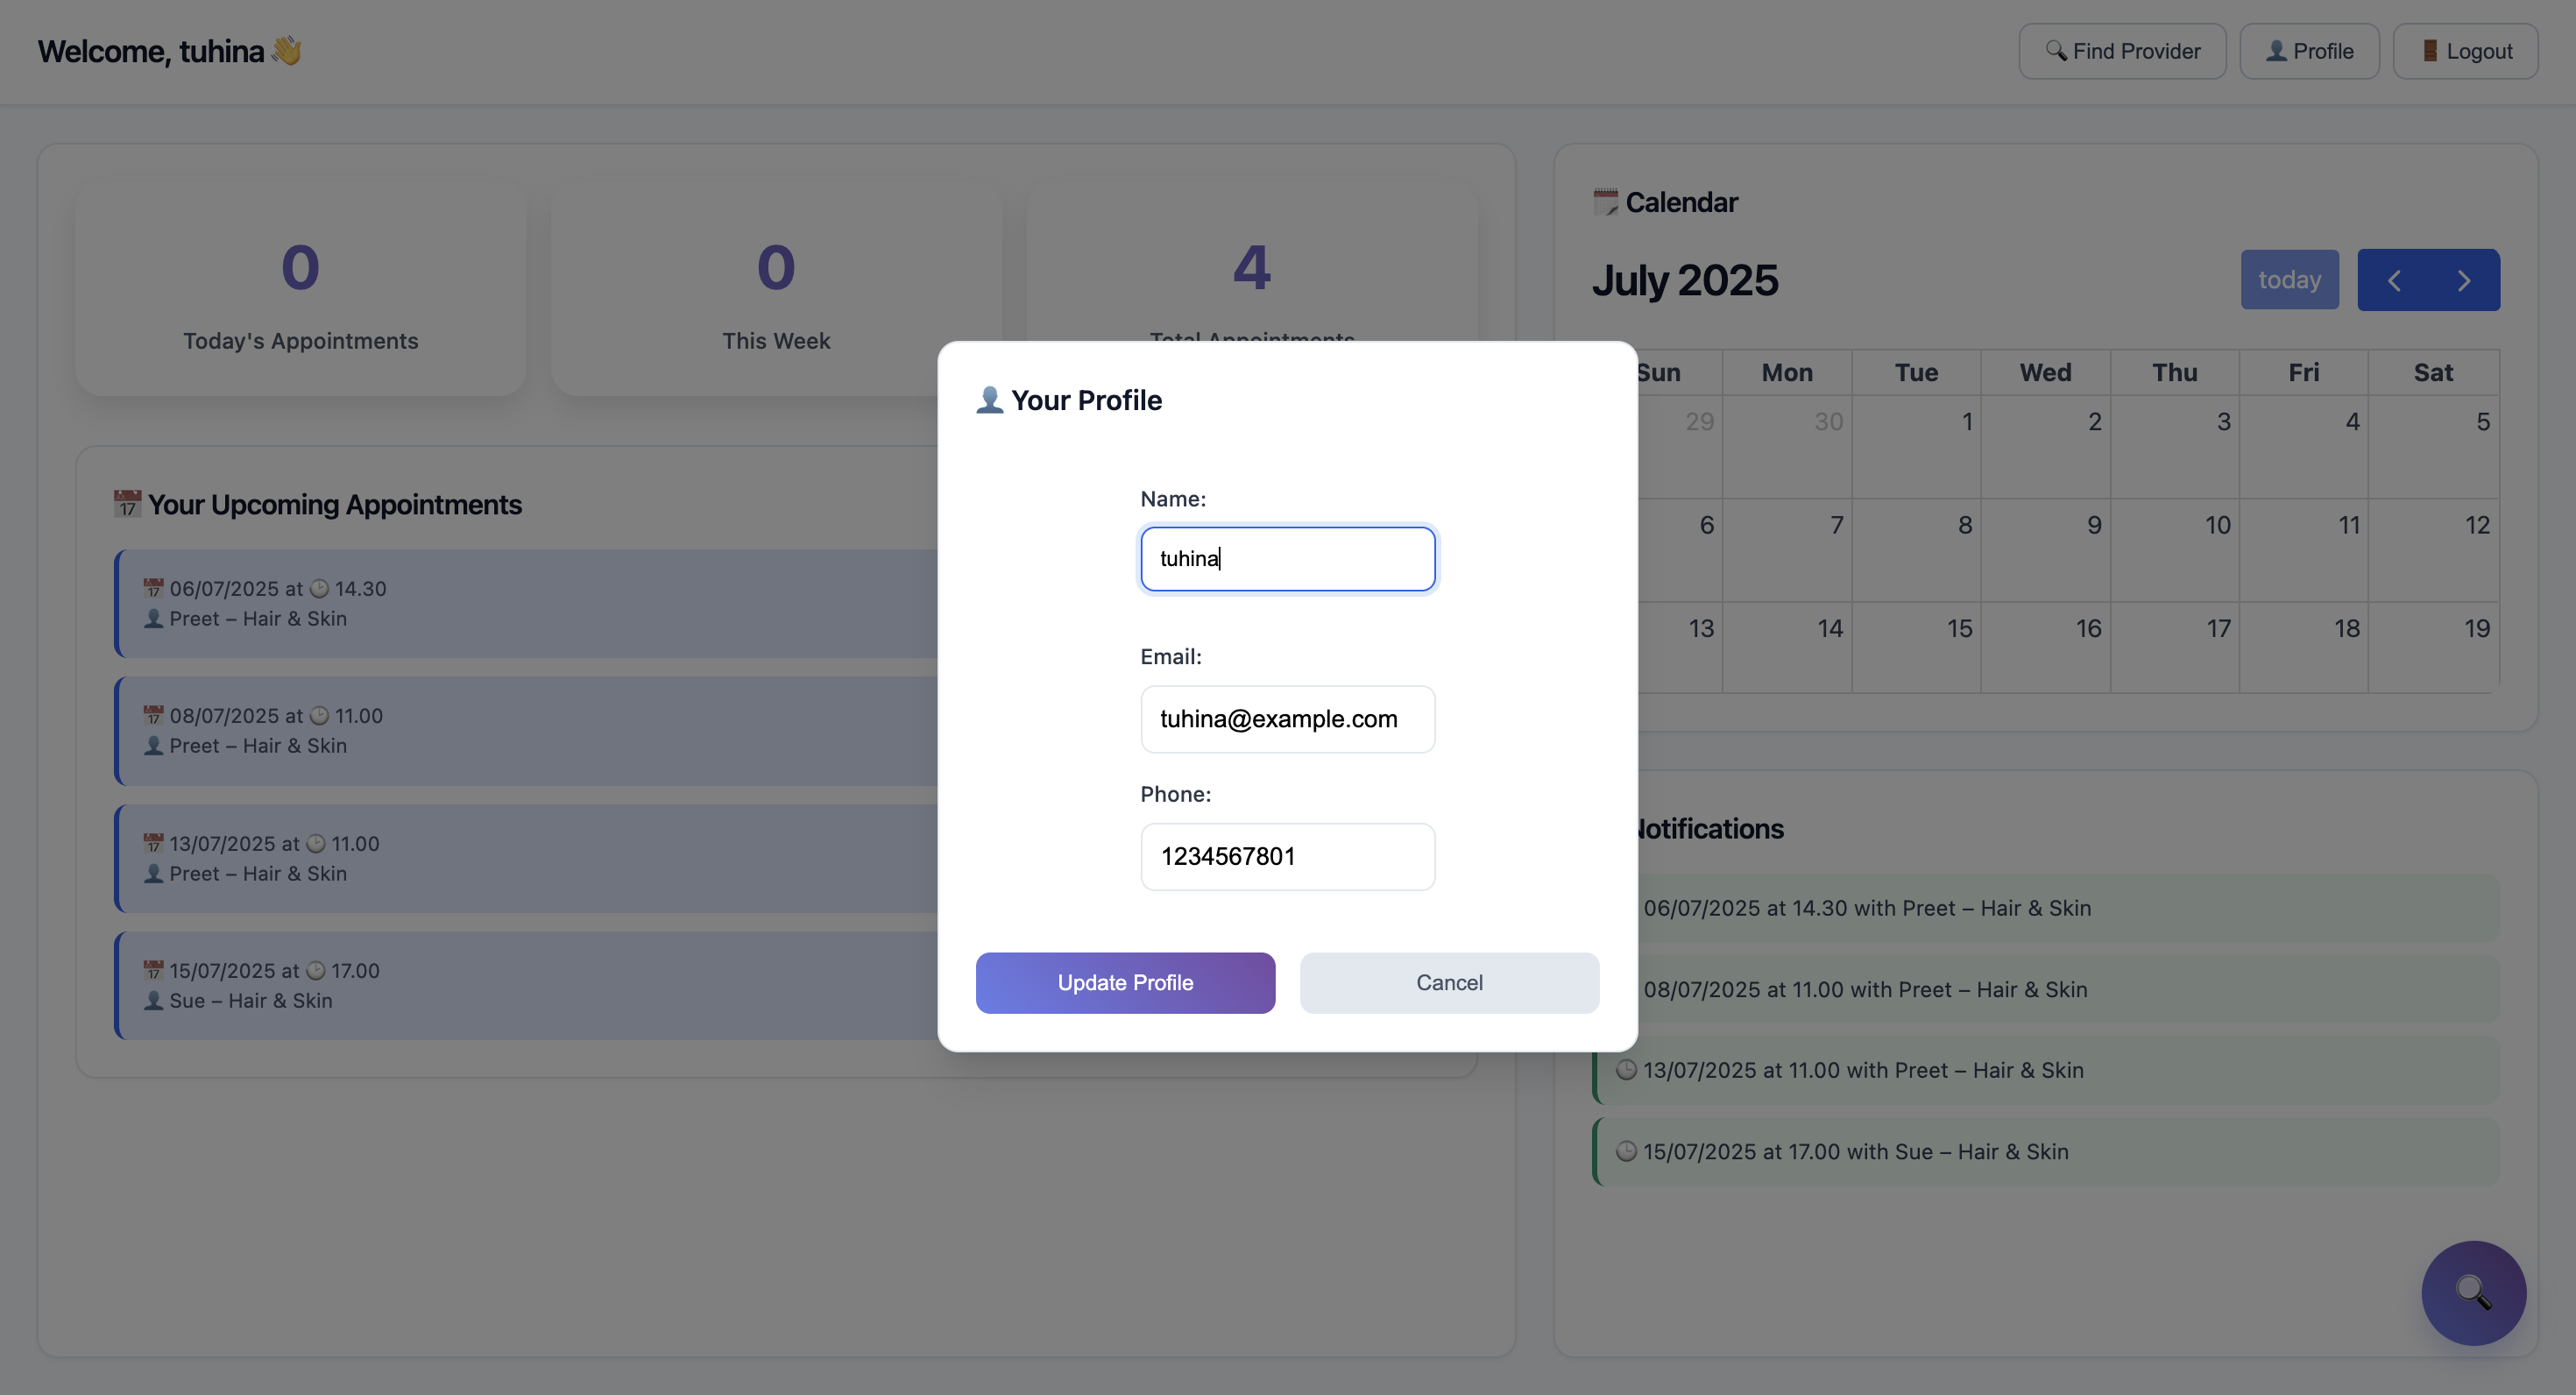 Welcome, tuhina
Find Provider
Profile
Logout
0
Today's Appointments
0
This Week
4
Total Appointments
Your Upcoming Appointments
06/07/2025 at 14.30
Preet – Hair & Skin
08/07/2025 at 11.00
Preet – Hair & Skin
13/07/2025 at 11.00
Preet – Hair & Skin
15/07/2025 at 17.00
Sue – Hair & Skin
Your Profile
Name:
tuhina
Email:
tuhina@example.com
Phone:
1234567801
Update Profile
Cancel
Calendar
July 2025
today
Sun Mon Tue Wed Thu Fri Sat
29 30 1 2 3 4 5
6 7 8 9 10 11 12
13 14 15 16 17 18 19
Notifications
06/07/2025 at 14.30 with Preet – Hair & Skin
08/07/2025 at 11.00 with Preet – Hair & Skin
13/07/2025 at 11.00 with Preet – Hair & Skin
15/07/2025 at 17.00 with Sue – Hair & Skin